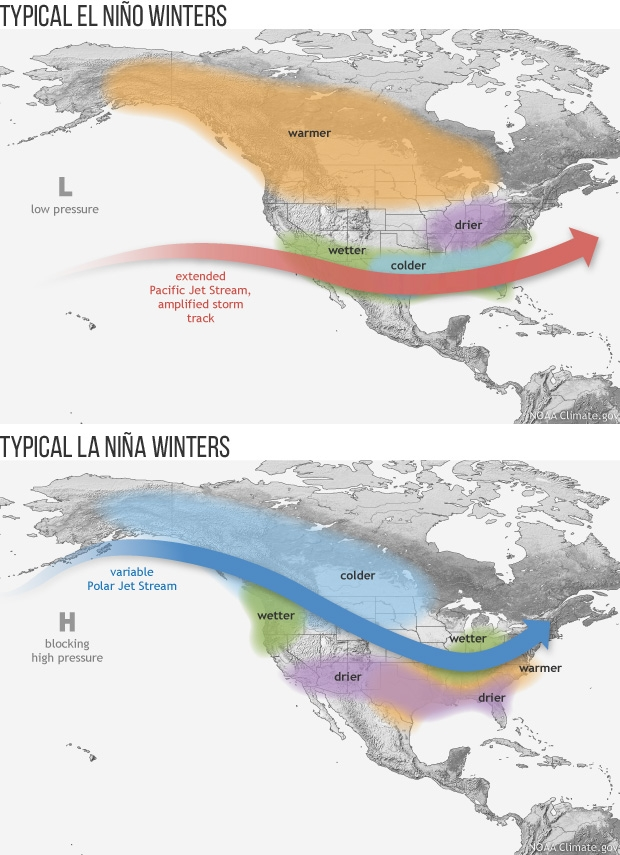 TYPICAL EL NIÑO WINTERS
warmer
L
low pressure
drier
wetter
colder
extended
Pacific Jet Stream,
amplified storm
track
NOAA Climate.gov
TYPICAL LA NIÑA WINTERS
variable
Polar Jet Stream
colder
H
blocking
high pressure
wetter
wetter
warmer
drier
drier
NOAA Climate.gov